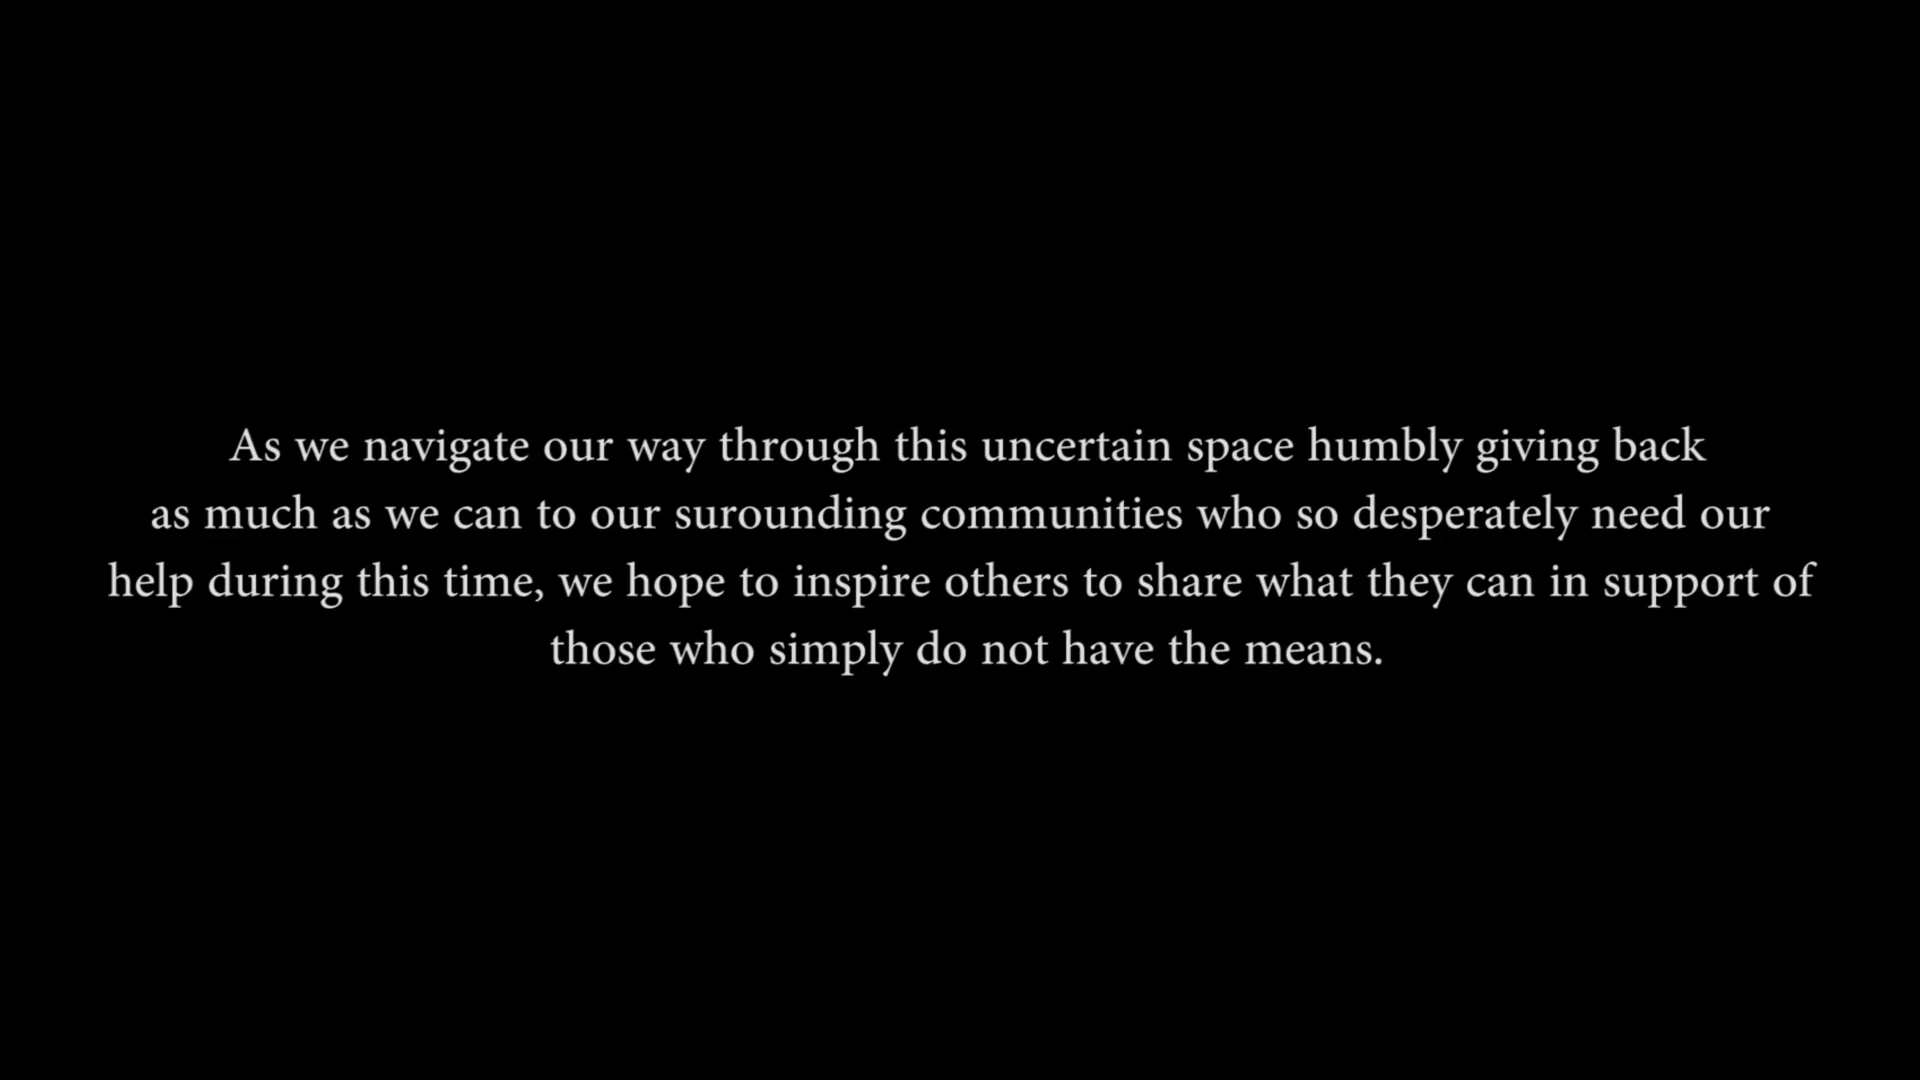 As we navigate our way through this uncertain space humbly giving back
as much as we can to our surounding communities who so desperately need our
help during this time, we hope to inspire others to share what they can in support of
those who simply do not have the means.